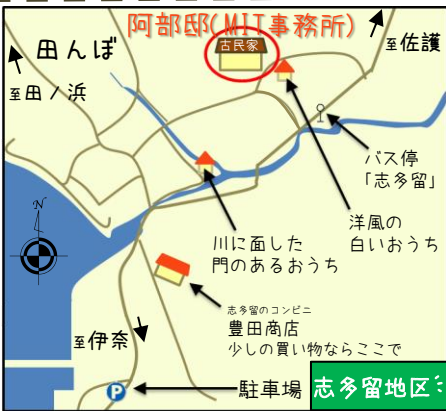 阿部邸(MIT事務所)
古民家
田んぼ
至佐護
至田ノ浜
バス停
「志多留」
洋風の
白いおうち
N
川に面した
門のあるおうち
志多留のコンビニ
豊田商店
少しの買い物ならここで
至伊奈
P
駐車場
志多留地区